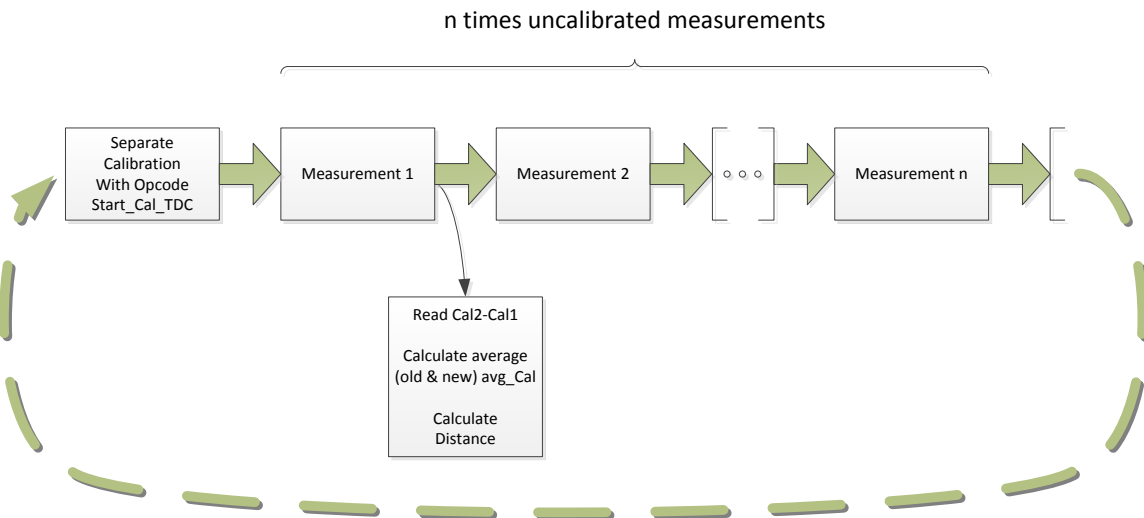 n times uncalibrated measurements
Separate
Calibration
With Opcode
Start_Cal_TDC
Measurement 1
Measurement 2
Measurement n
Read Cal2-Cal1
Calculate average
(old & new) avg_Cal
Calculate
Distance